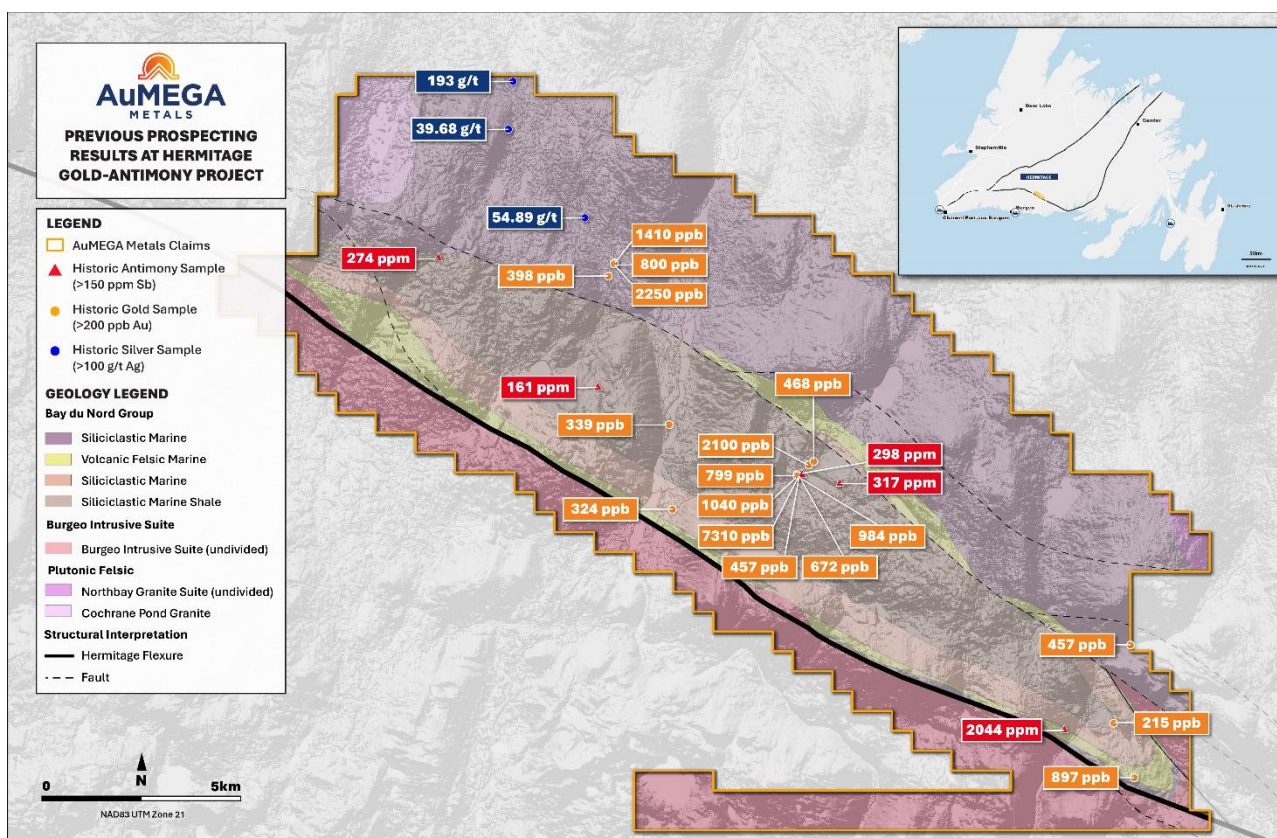 AuMEGA
METALS
PREVIOUS PROSPECTING
RESULTS AT HERMITAGE
GOLD-ANTIMONY PROJECT
LEGEND
AuMEGA Metals Claims
Historic Antimony Sample
(>150 ppm Sb)
Historic Gold Sample
(>200 ppb Au)
Historic Silver Sample
(>100 g/t Ag)
GEOLOGY LEGEND
Bay du Nord Group
Siliciclastic Marine
Volcanic Felsic Marine
Siliciclastic Marine
Siliciclastic Marine Shale
Burgeo Intrusive Suite
Burgeo Intrusive Suite (undivided)
Plutonic Felsic
Northbay Granite Suite (undivided)
Cochrane Pond Granite
Structural Interpretation
Hermitage Flexure
Fault
0 5km
N
NAD83 UTM Zone 21
193 g/t
39.68 g/t
54.89 g/t
1410 ppb
274 ppm
398 ppb
800 ppb
2250 ppb
161 ppm
468 ppb
339 ppb
2100 ppb
298 ppm
799 ppb
317 ppm
324 ppb
1040 ppb
7310 ppb
984 ppb
457 ppb
672 ppb
457 ppb
2044 ppm
215 ppb
897 ppb
Deer Lake
Gander
Stephenville
HERMITAGE
Burgeo
St. Johns
50km